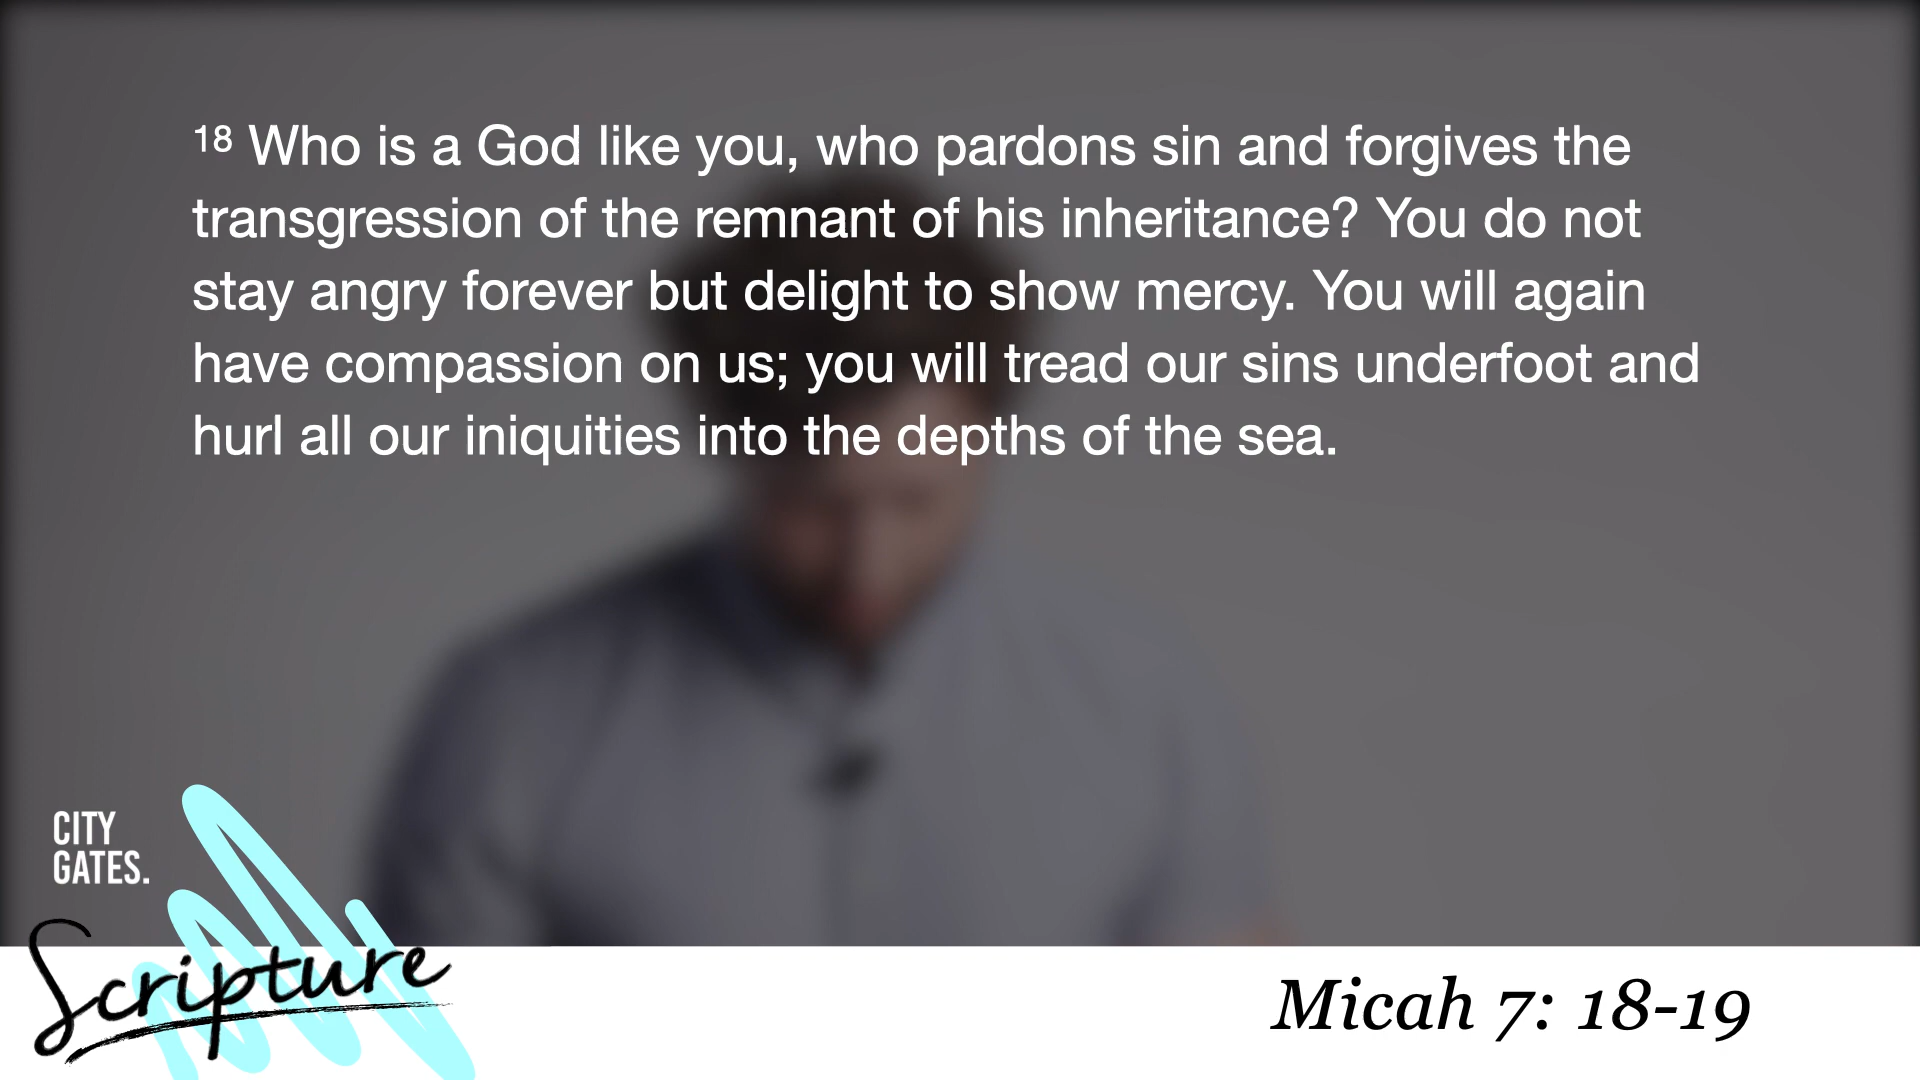 18 Who is a God like you, who pardons sin and forgives the
transgression of the remnant of his inheritance? You do not
stay angry forever but delight to show mercy. You will again
have compassion on us; you will tread our sins underfoot and
hurl all our iniquities into the depths of the sea.
CITY
GATES.
Scripture
Micah 7: 18-19